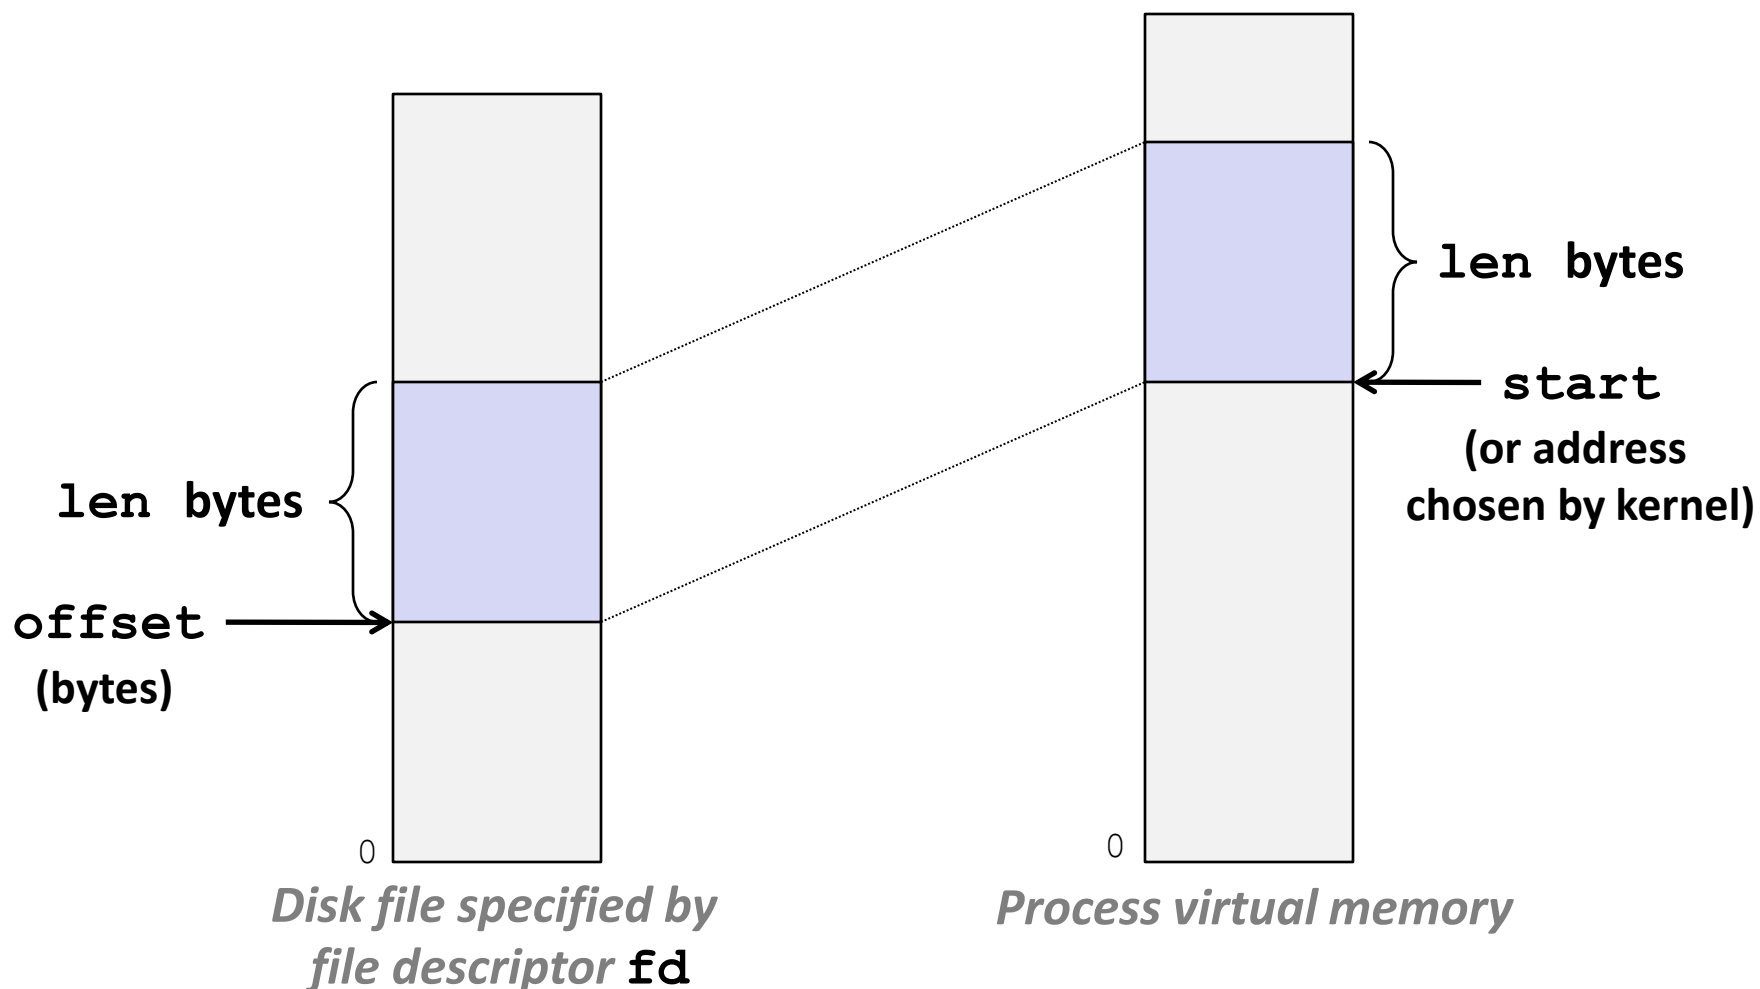 len bytes
start
(or address
chosen by kernel)
len bytes
offset
(bytes)
0
0
Disk file specified by
file descriptor fd
Process virtual memory